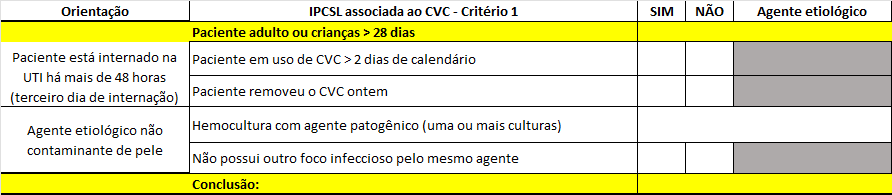 Orientação IPCSL associada ao CVC - Critério 1 SIM NÃO Agente etiológico
Paciente adulto ou crianças > 28 dias
Paciente está internado na
UTI há mais de 48 horas
(terceiro dia de internação)
Paciente em uso de CVC > 2 dias de calendário
Paciente removeu o CVC ontem
Agente etiológico não
contaminante de pele
Hemocultura com agente patogênico (uma ou mais culturas)
Não possui outro foco infeccioso pelo mesmo agente
Conclusão: